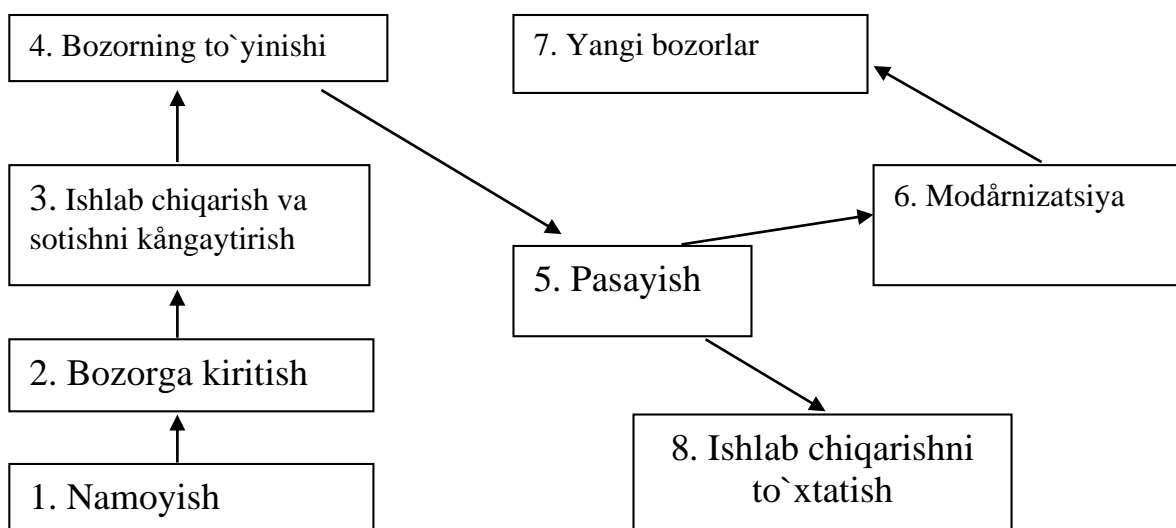 4. Bozorning to`yinishi
7. Yangi bozorlar
3. Ishlab chiqarish va
sotishni kångaytirish
6. Modårnizatsiya
5. Pasayish
2. Bozorga kiritish
8. Ishlab chiqarishni
to`xtatish
1. Namoyish